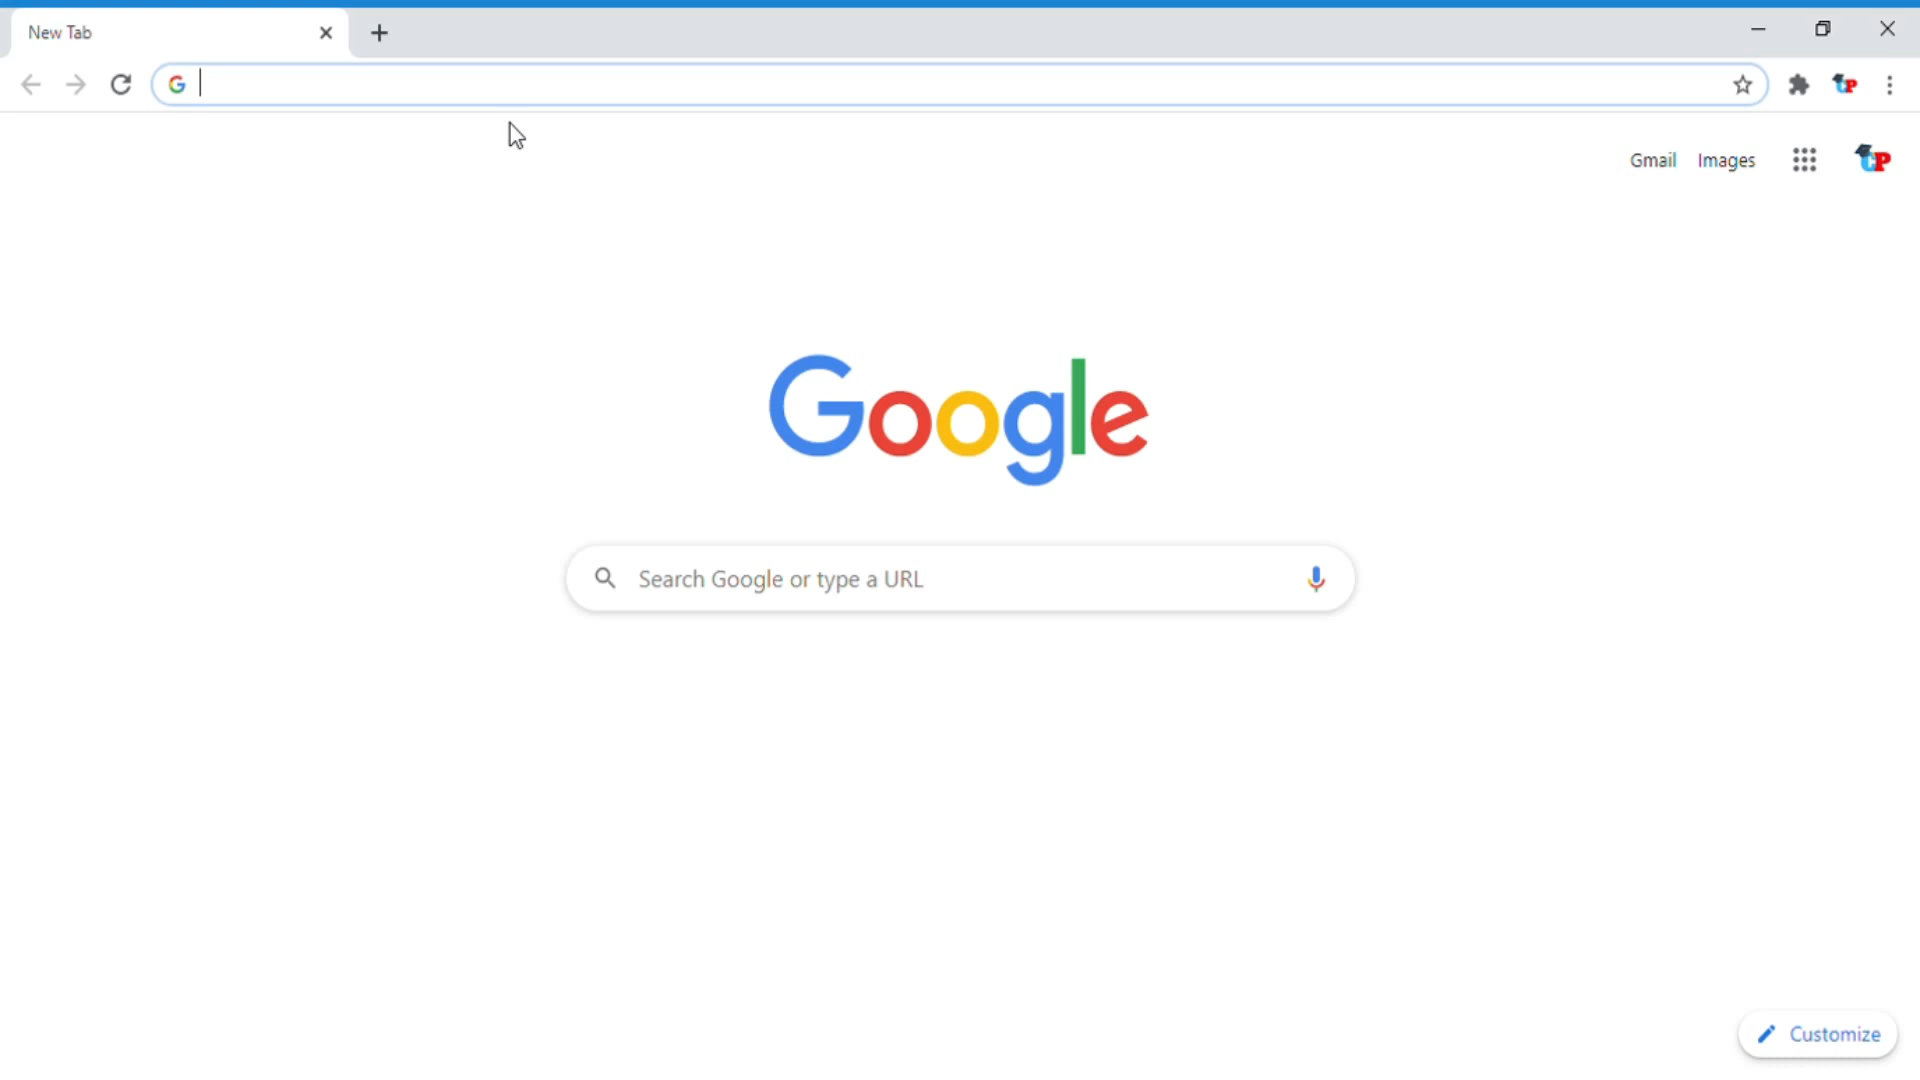 New Tab
Gmail Images
Google
Search Google or type a URL
Customize